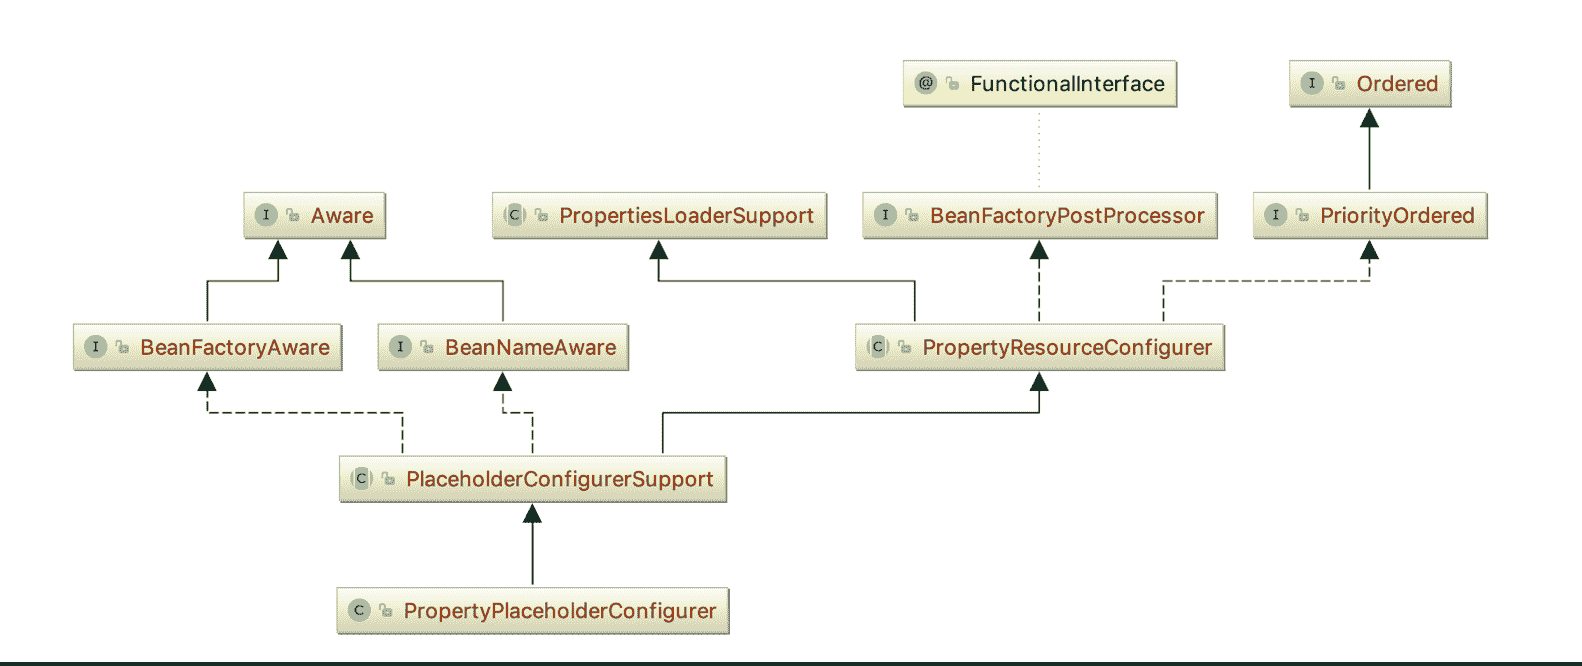 @ FunctionalInterface
I Ordered
I Aware
C PropertiesLoaderSupport
I BeanFactoryPostProcessor
I PriorityOrdered
I BeanFactoryAware
I BeanNameAware
C PropertyResourceConfigurer
C PlaceholderConfigurerSupport
C PropertyPlaceholderConfigurer